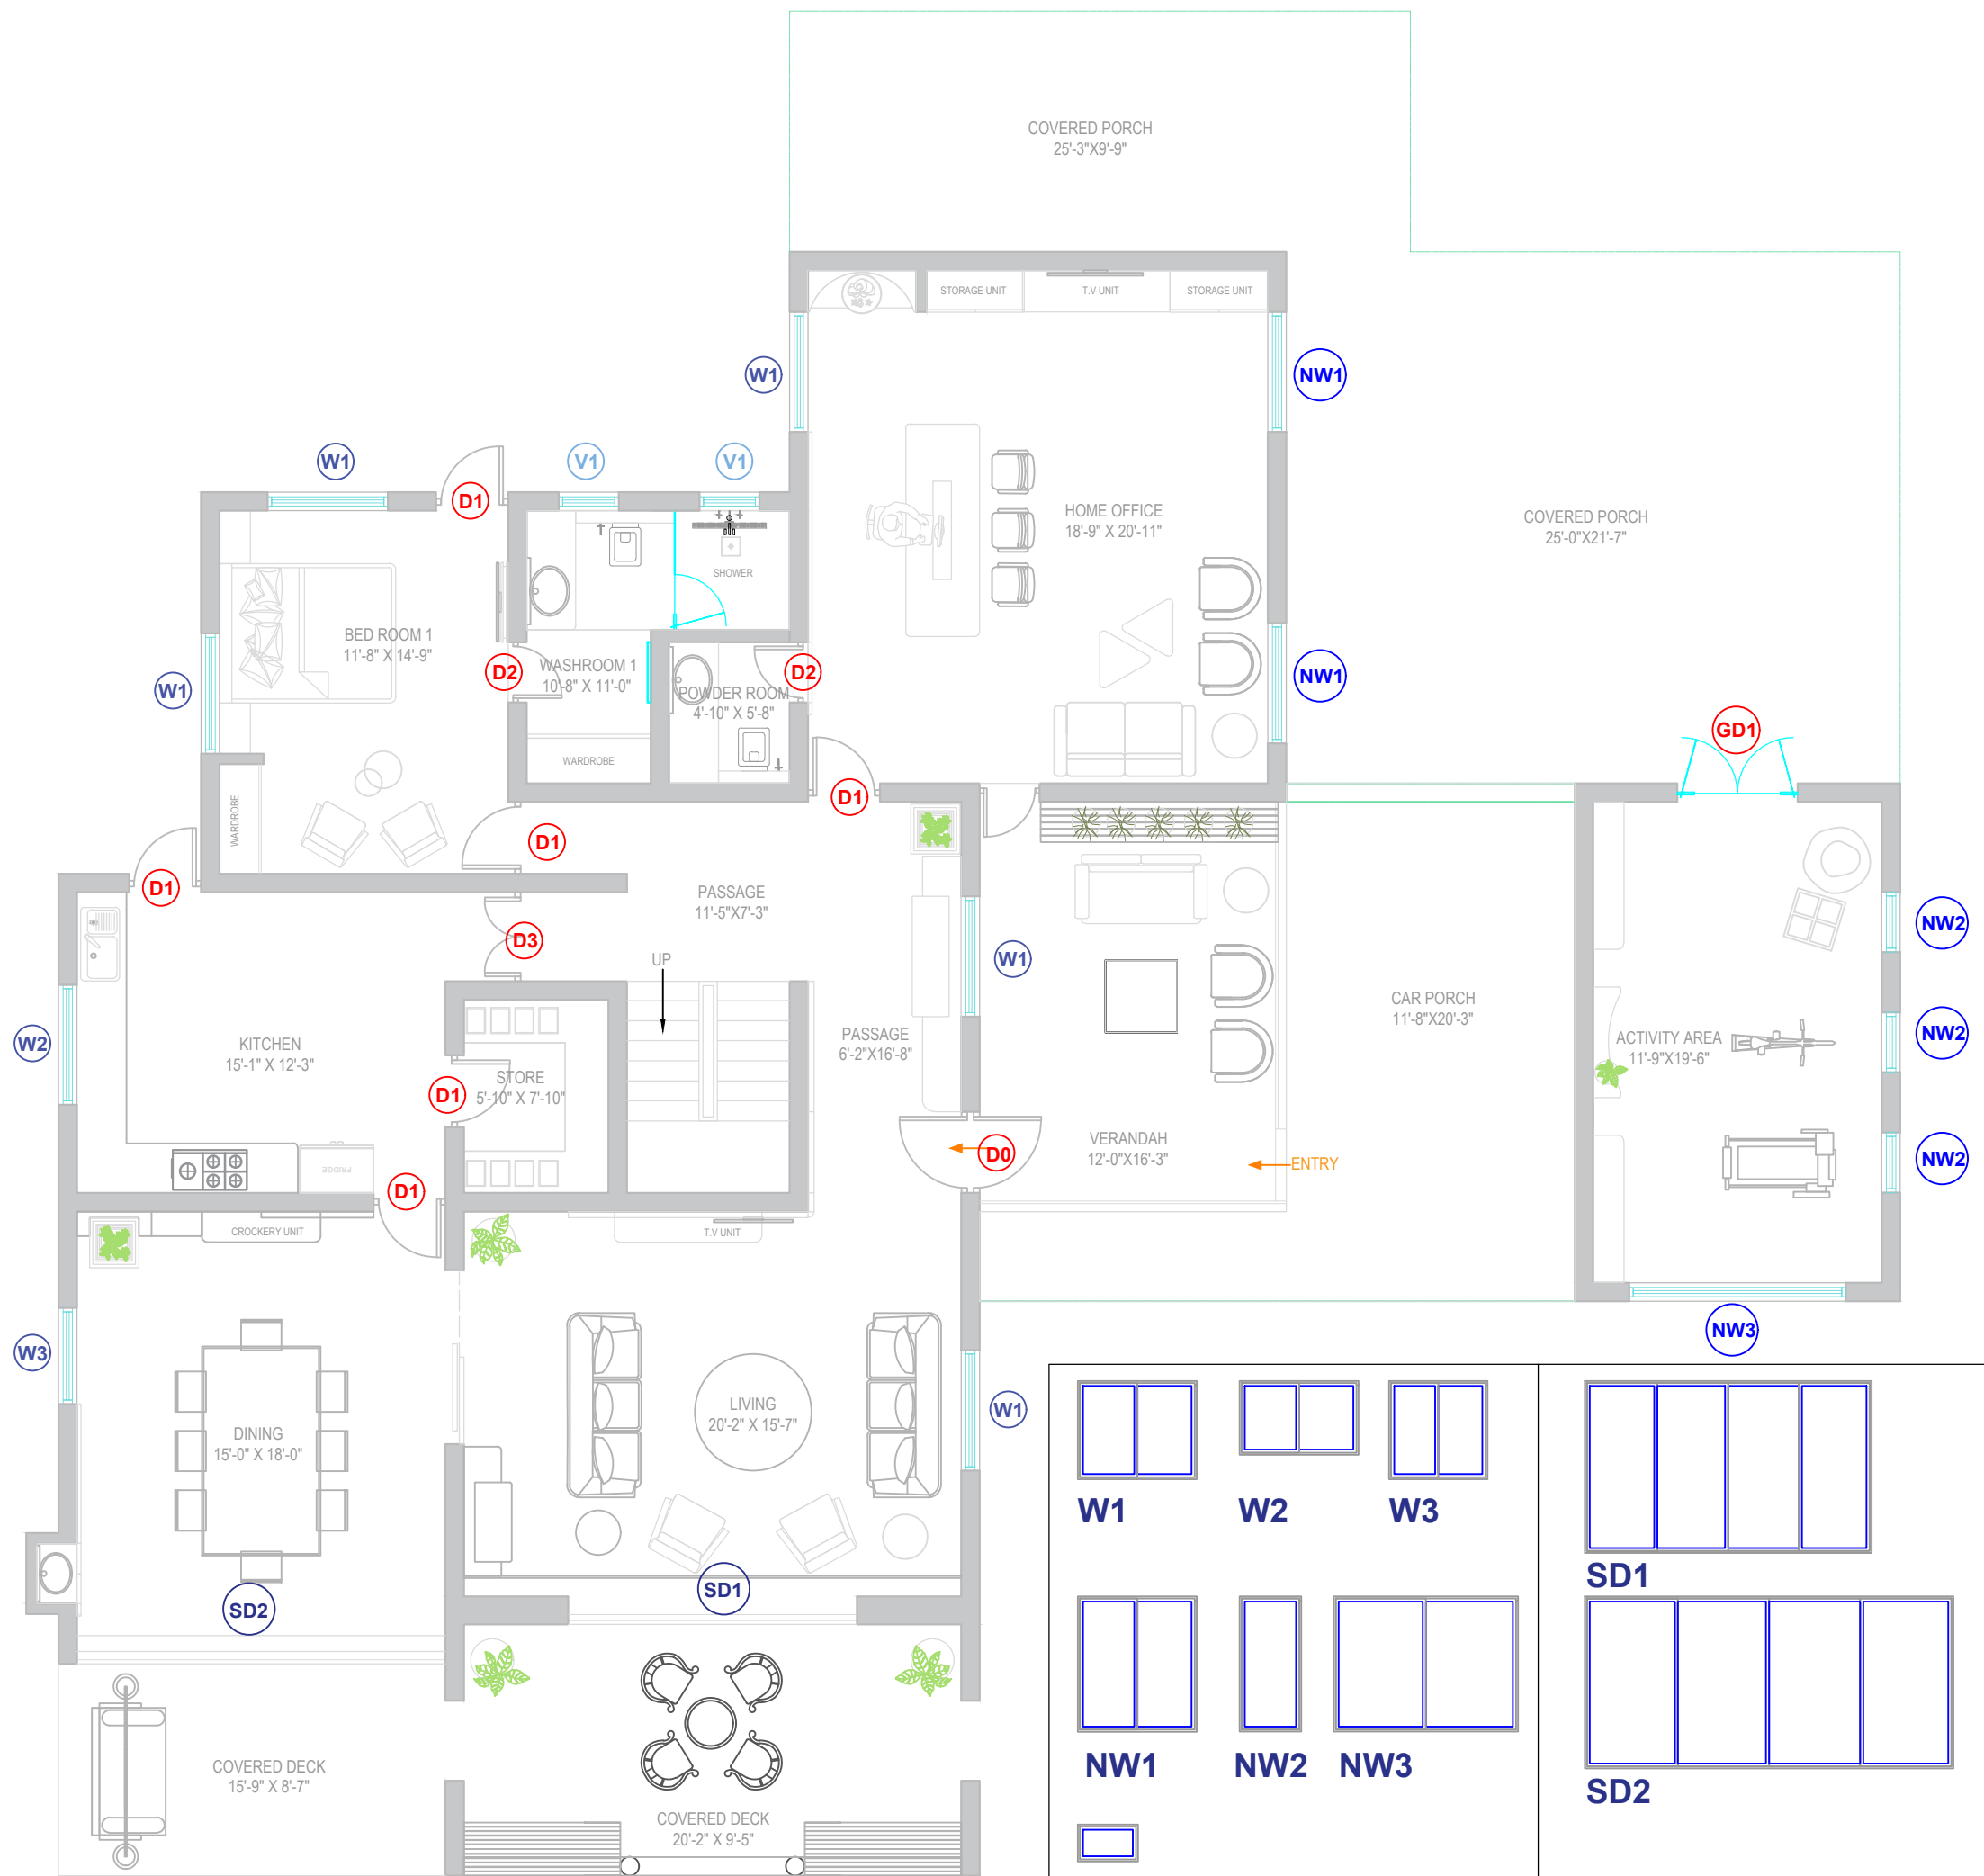 COVERED PORCH
25'-3"X9'-9"
STORAGE UNIT
T.V UNIT
STORAGE UNIT
W1
NW1
W1
D1
V1
V1
HOME OFFICE
18'-9" X 20'-11"
COVERED PORCH
25'-0"X21'-7"
SHOWER
BED ROOM 1
11'-8" X 14'-9"
W1
D2
WASHROOM 1
10'-8" X 11'-0"
POWDER ROOM
4'-10" X 5'-8"
D2
NW1
GD1
WARDROBE
WARDROBE
D1
D1
D1
PASSAGE
11'-5"X7'-3"
D3
UP
W1
NW2
W2
KITCHEN
15'-1" X 12'-3"
PASSAGE
6'-2"X16'-8"
CAR PORCH
11'-8"X20'-3"
ACTIVITY AREA
11'-9"X19'-6"
NW2
D1
STORE
5'-10" X 7'-10"
FRIDGE
D0
VERANDAH
12'-0"X16'-3"
ENTRY
NW2
D1
CROCKERY UNIT
T.V UNIT
NW3
W3
DINING
15'-0" X 18'-0"
LIVING
20'-2" X 15'-7"
W1
W1
W2
W3
SD1
SD2
SD1
NW1
NW2
NW3
SD2
COVERED DECK
15'-9" X 8'-7"
COVERED DECK
20'-2" X 9'-5"